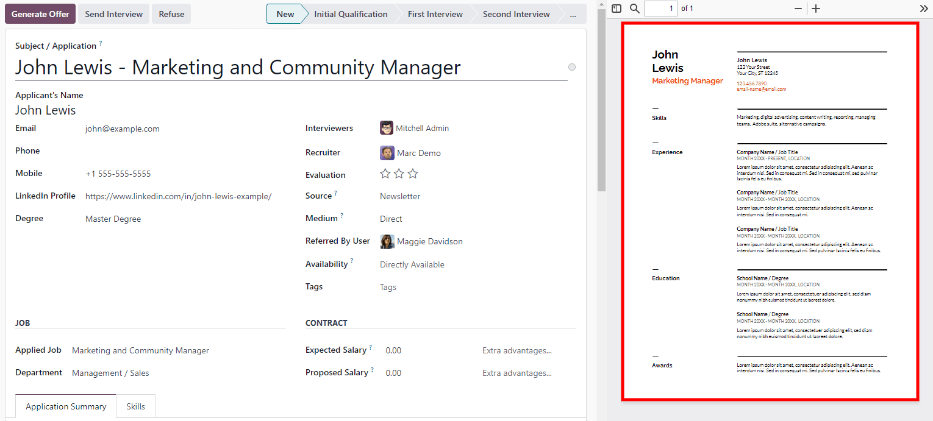 Generate Offer Send Interview Refuse New Initial Qualification First Interview Second Interview ...
Subject / Application ?
John Lewis - Marketing and Community Manager
Applicant's Name
John Lewis
Email john@example.com
Phone
Mobile +1 555-555-5555
LinkedIn Profile https://www.linkedin.com/in/john-lewis-example/
Degree Master Degree
Interviewers Mitchell Admin
Recruiter Marc Demo
Evaluation
Source ? Newsletter
Medium ? Direct
Referred By User Maggie Davidson
Availability ? Directly Available
Tags Tags
JOB
Applied Job Marketing and Community Manager
Department Management / Sales
CONTRACT
Expected Salary ? 0.00 Extra advantages...
Proposed Salary ? 0.00 Extra advantages...
Application Summary Skills
1 of 1
John
Lewis
Marketing Manager
John Lewis
123 Your Street
Your City, ST 12345
123.456.7890
email-name@email.com
Skills
Marketing, digital advertising, content writing, reporting, managing
teams, Adobe suite, alternative campaigns.
Experience
Company Name / Job Title
MONTH 20XX - PRESENT, LOCATION
Lorem ipsum dolor sit amet, consectetur adipiscing elit. Aenean ac
interdum nisi. Sed in consequat mi. Sed in consequat mi, sed pulvinar
lacinia felis eu finibus.
Company Name / Job Title
MONTH 20XX - MONTH 20XX, LOCATION
Lorem ipsum dolor sit amet, consectetur adipiscing elit. Aenean ac
interdum nisi. Sed in consequat mi.
Company Name / Job Title
MONTH 20XX - MONTH 20XX, LOCATION
Lorem ipsum dolor sit amet, consectetur adipiscing elit. Aenean ac
interdum nisi. Sed in consequat mi. Sed pulvinar lacinia felis eu finibus.
Education
School Name / Degree
MONTH 20XX - MONTH 20XX, LOCATION
Lorem ipsum dolor sit amet, consectetuer adipiscing elit, sed diam
nonummy nibh euismod tincidunt ut laoreet dolore.
School Name / Degree
MONTH 20XX - MONTH 20XX, LOCATION
Lorem ipsum dolor sit amet, consectetuer adipiscing elit, sed diam
nonummy nibh euismod tincidunt ut laoreet dolore.
Awards
Lorem ipsum dolor sit amet, consectetur adipiscing elit. Aenean ac
interdum nisi. Sed in consequat mi. Sed pulvinar lacinia felis eu finibus.